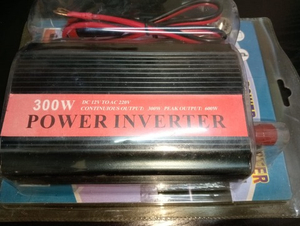 300W
DC 12V TO AC 220V
CONTINUOUS OUTPUT: 300W PEAK OUTPUT: 600W
POWER INVERTER